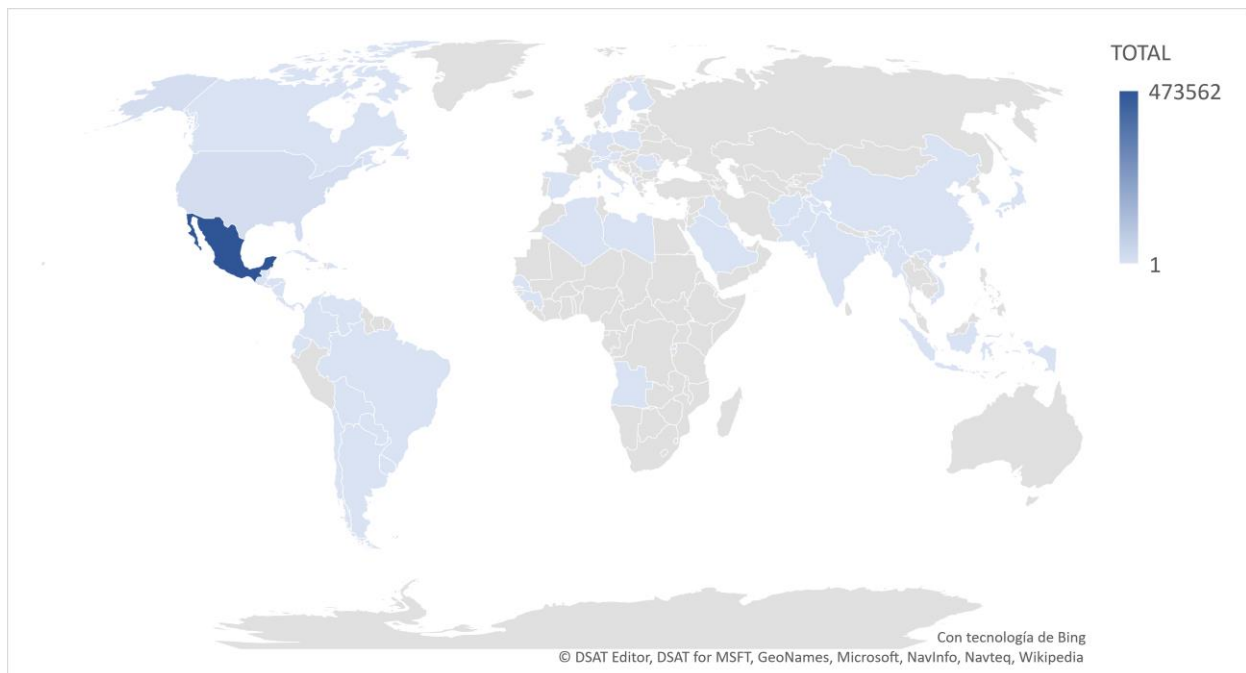 TOTAL
473562
1
Con tecnología de Bing
© DSAT Editor, DSAT for MSFT, GeoNames, Microsoft, NavInfo, Navteq, Wikipedia